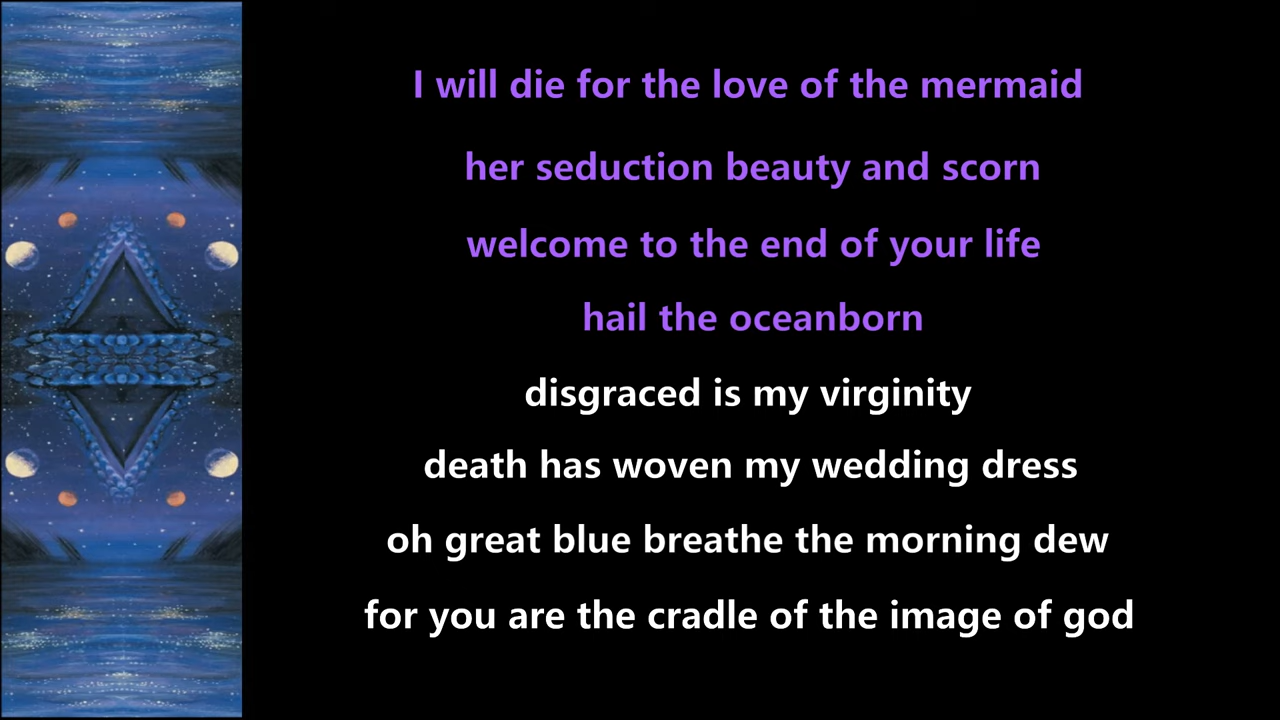 I will die for the love of the mermaid
her seduction beauty and scorn
welcome to the end of your life
hail the oceanborn
disgraced is my virginity
death has woven my wedding dress
oh great blue breathe the morning dew
for you are the cradle of the image of god